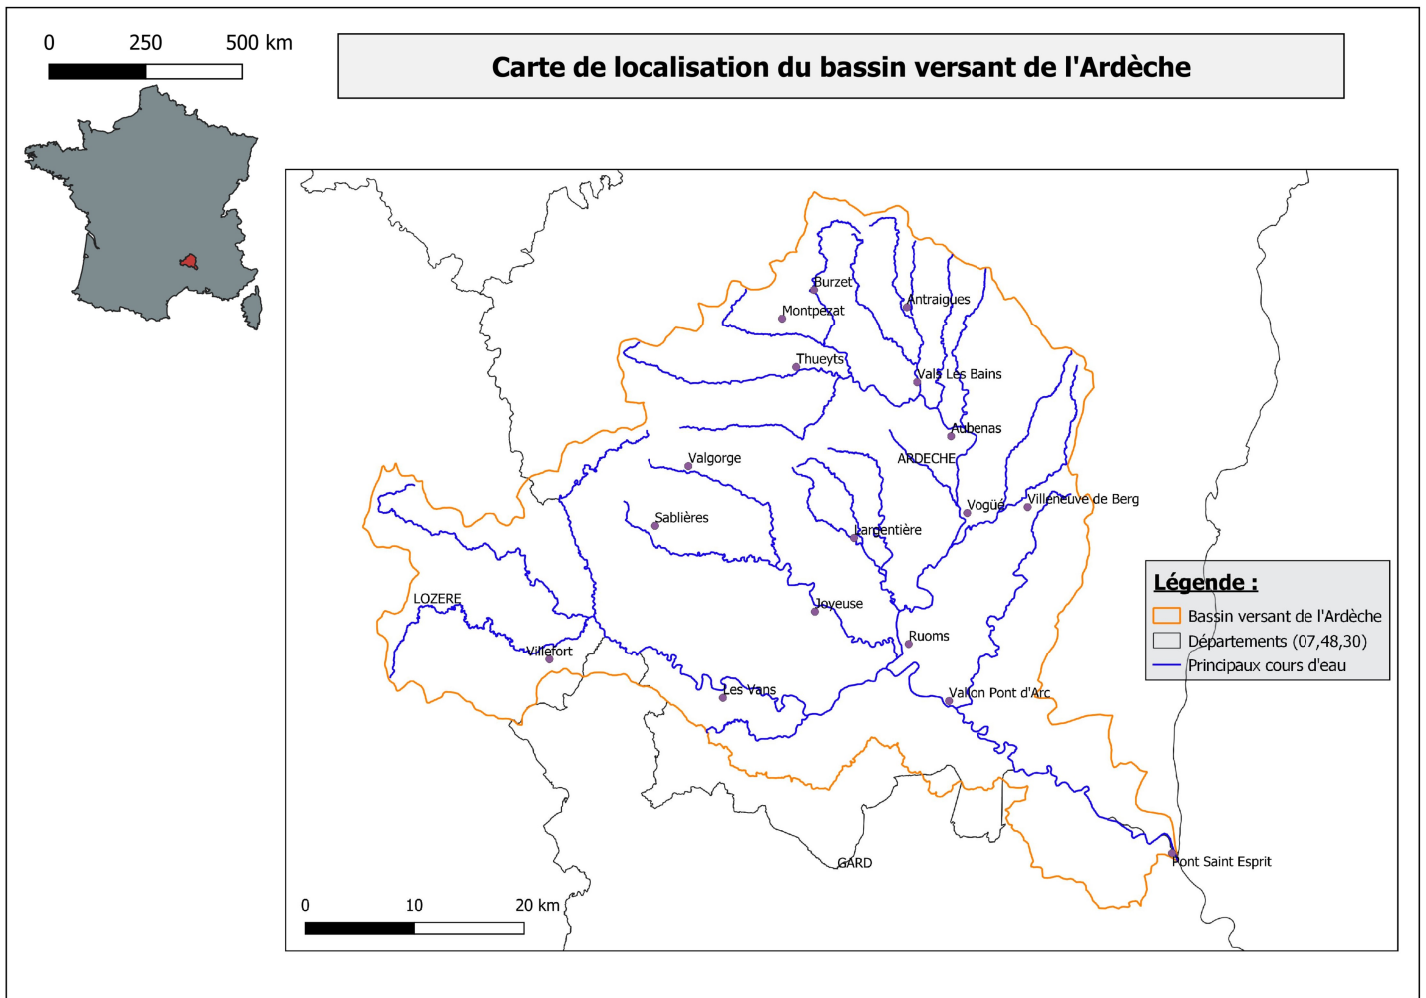 0 250 500 km
Carte de localisation du bassin versant de l'Ardèche
Burzet
Antraigues
Montpezat
Thueyts
Vals Les Bains
Aubenas
Valgorge
ARDECHE
Villeneuve de Berg
Vogüé
Sablières
Largentière
LOZERE
Joyeuse
Ruoms
Villefort
Les Vans
Vallon Pont d'Arc
GARD
Pont Saint Esprit
Légende :
Bassin versant de l'Ardèche
Départements (07,48,30)
Principaux cours d'eau
0 10 20 km